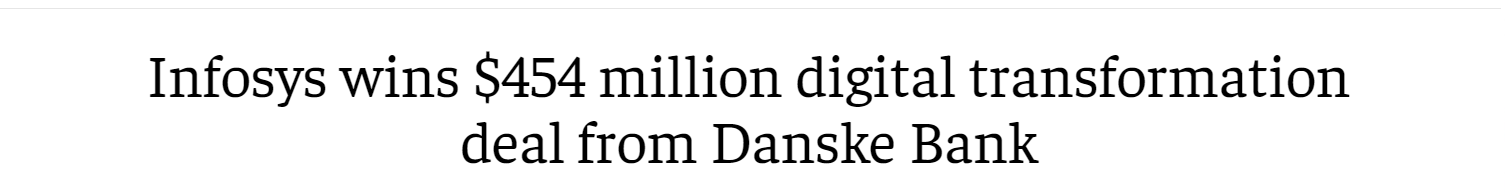 Infosys wins $454 million digital transformation
deal from Danske Bank